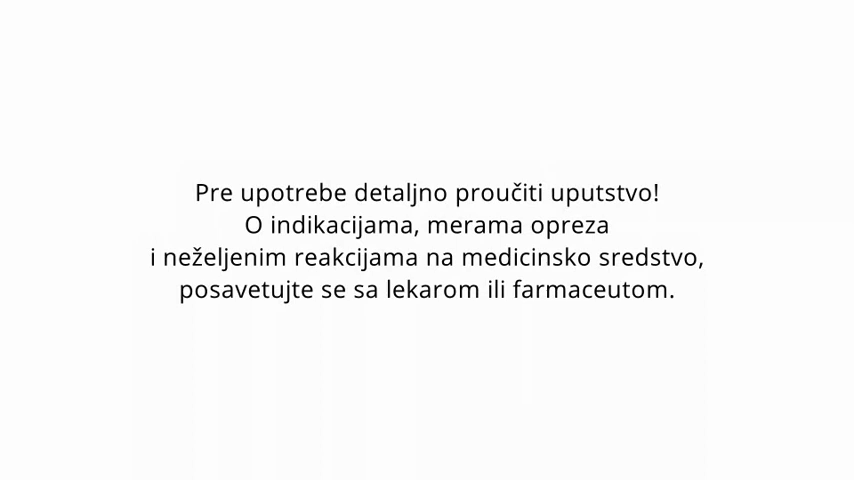 Pre upotrebe detaljno proučiti uputstvo!
O indikacijama, merama opreza
i neželjenim reakcijama na medicinsko sredstvo,
posavetujte se sa lekarom ili farmaceutom.